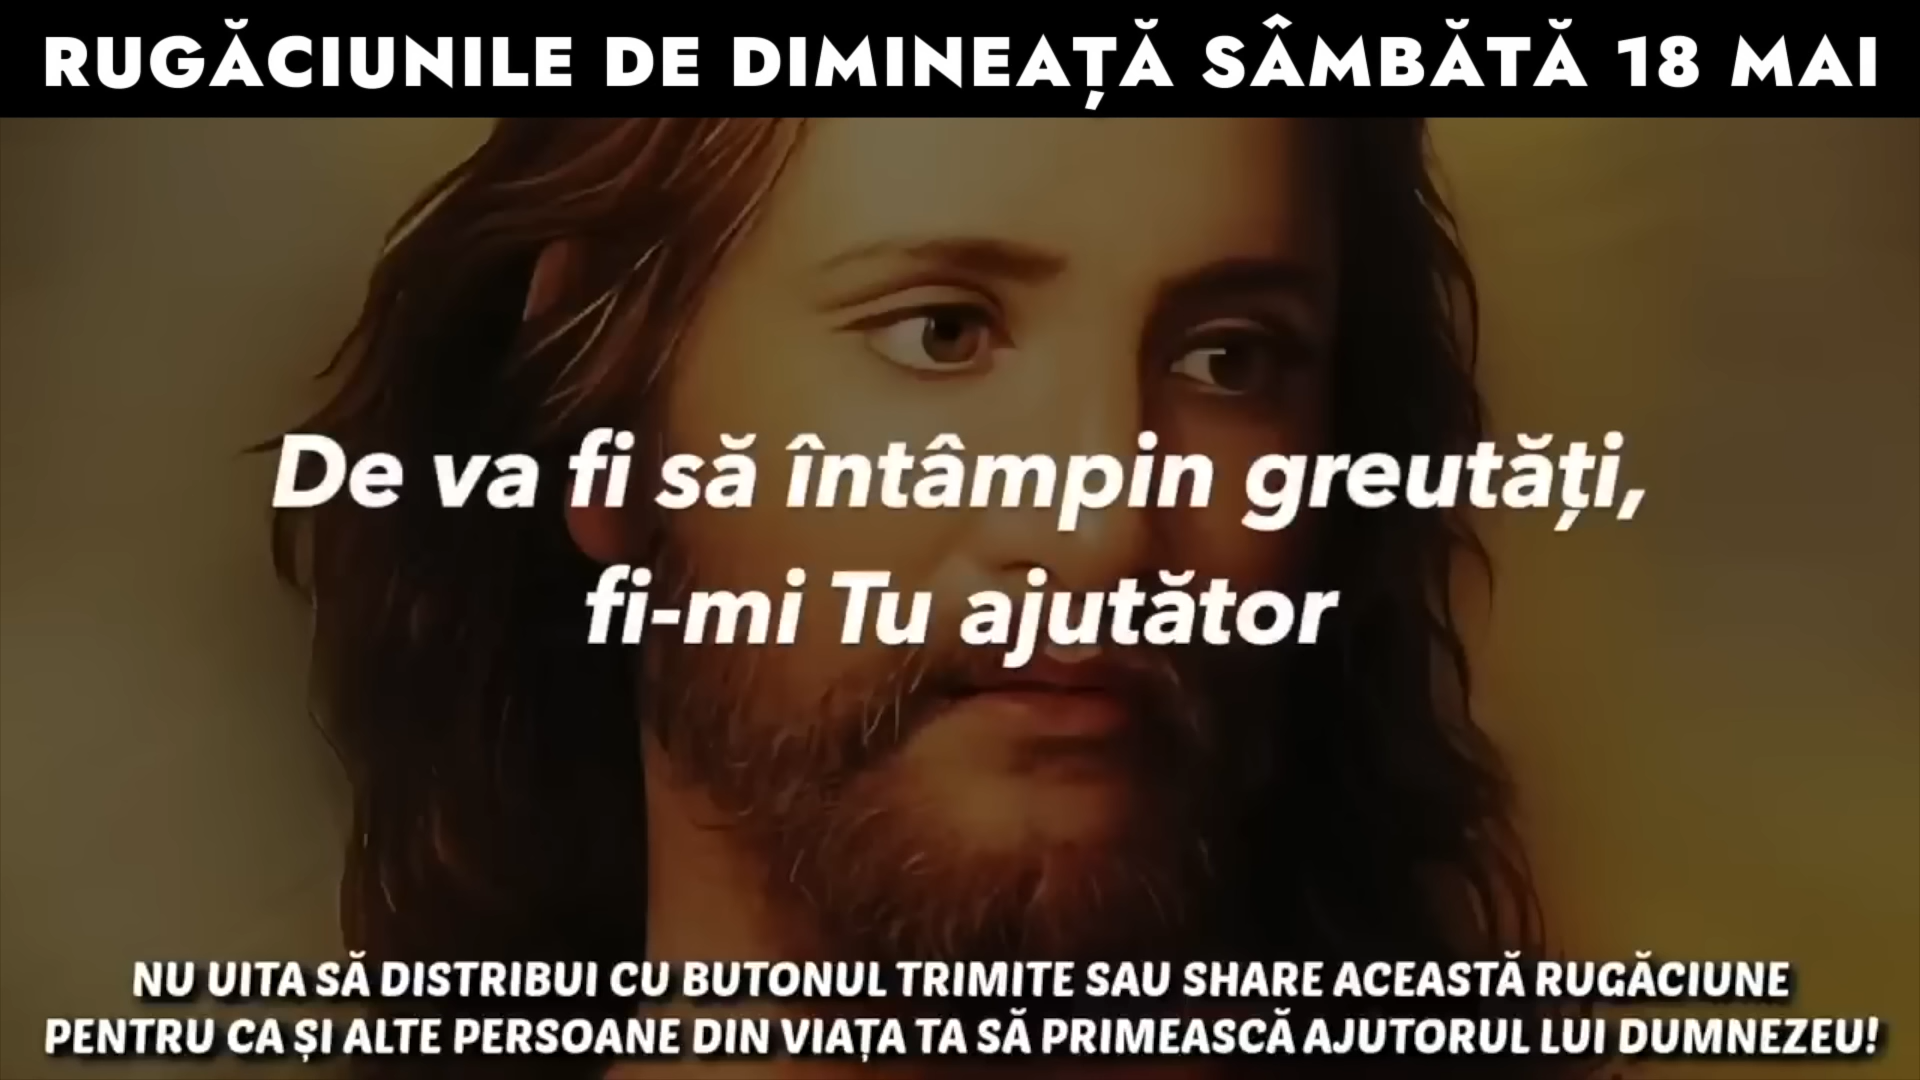 RUGĂCIUNILE DE DIMINEAȚĂ SÂMBĂTĂ 18 MAI
De va fi să întâmpin greutăți,
fi-mi Tu ajutător
NU UITA SĂ DISTRIBUI CU BUTONUL TRIMITE SAU SHARE ACEASTĂ RUGĂCIUNE
PENTRU CA ȘI ALTE PERSOANE DIN VIAȚA TA SĂ PRIMEASCĂ AJUTORUL LUI DUMNEZEU!